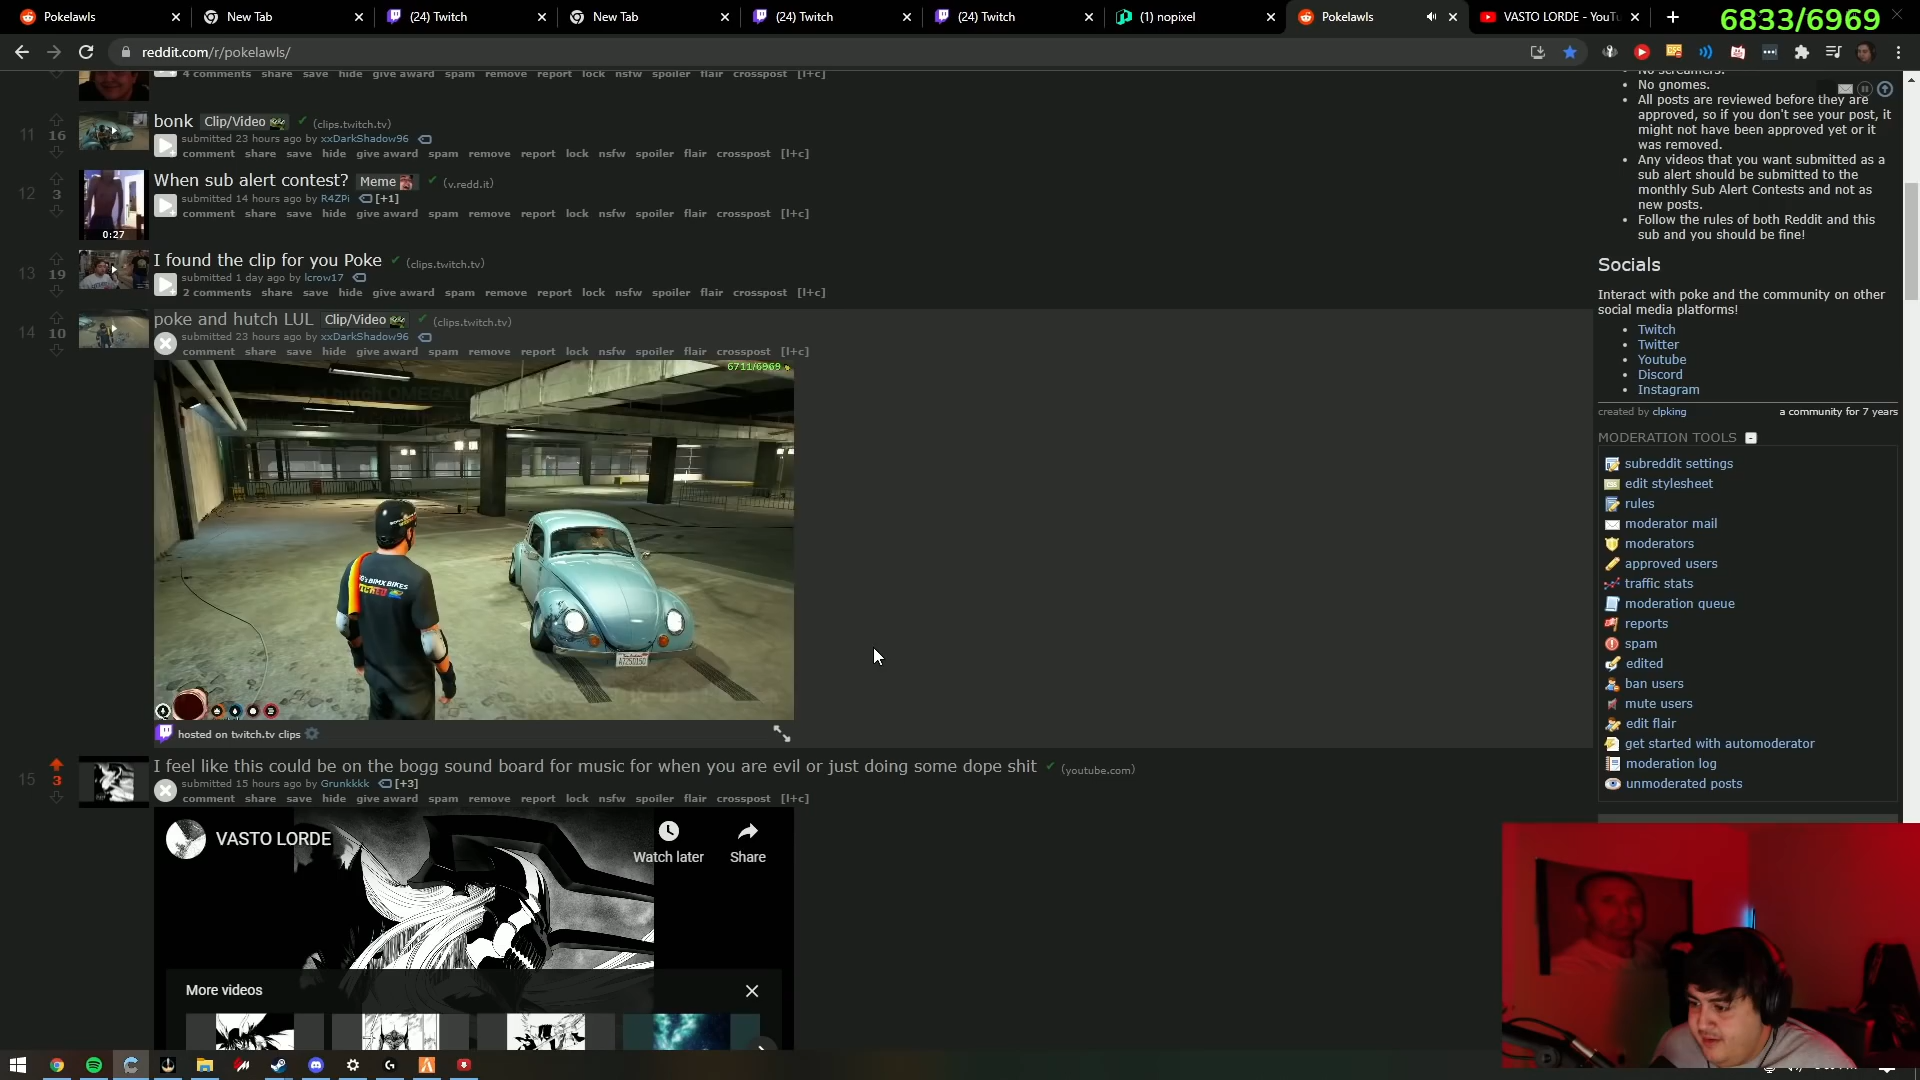 Pokelawls
New Tab
(24) Twitch
New Tab
(24) Twitch
(24) Twitch
(1) nopixel
Pokelawls
VASTO LORDE - YouTu
6833/6969
reddit.com/r/pokelawls/
4 comments share save hide give award spam remove report lock nsfw spoiler flair crosspost [l+c]
11
16
bonk Clip/Video (clips.twitch.tv)
submitted 23 hours ago by xxDarkShadow96
comment share save hide give award spam remove report lock nsfw spoiler flair crosspost [l+c]
12
3
0:27
When sub alert contest? Meme (v.redd.it)
submitted 14 hours ago by R4ZPi [+1]
comment share save hide give award spam remove report lock nsfw spoiler flair crosspost [l+c]
13
19
I found the clip for you Poke (clips.twitch.tv)
submitted 1 day ago by lcrow17
2 comments share save hide give award spam remove report lock nsfw spoiler flair crosspost [l+c]
14
10
poke and hutch LUL Clip/Video (clips.twitch.tv)
submitted 23 hours ago by xxDarkShadow96
comment share save hide give award spam remove report lock nsfw spoiler flair crosspost [l+c]
6711/6969
hosted on twitch.tv clips
15
3
I feel like this could be on the bogg sound board for music for when you are evil or just doing some dope shit (youtube.com)
submitted 15 hours ago by Grunkkkk [+3]
comment share save hide give award spam remove report lock nsfw spoiler flair crosspost [l+c]
VASTO LORDE
Watch later
Share
More videos
No screamers.
No gnomes.
All posts are reviewed before they are
approved, so if you don't see your post, it
might not have been approved yet or it
was removed.
Any videos that you want submitted as a
sub alert should be submitted to the
monthly Sub Alert Contests and not as
new posts.
Follow the rules of both Reddit and this
sub and you should be fine!
Socials
Interact with poke and the community on other
social media platforms!
Twitch
Twitter
Youtube
Discord
Instagram
created by clpking
a community for 7 years
MODERATION TOOLS
subreddit settings
edit stylesheet
rules
moderator mail
moderators
approved users
traffic stats
moderation queue
reports
spam
edited
ban users
mute users
edit flair
get started with automoderator
moderation log
unmoderated posts